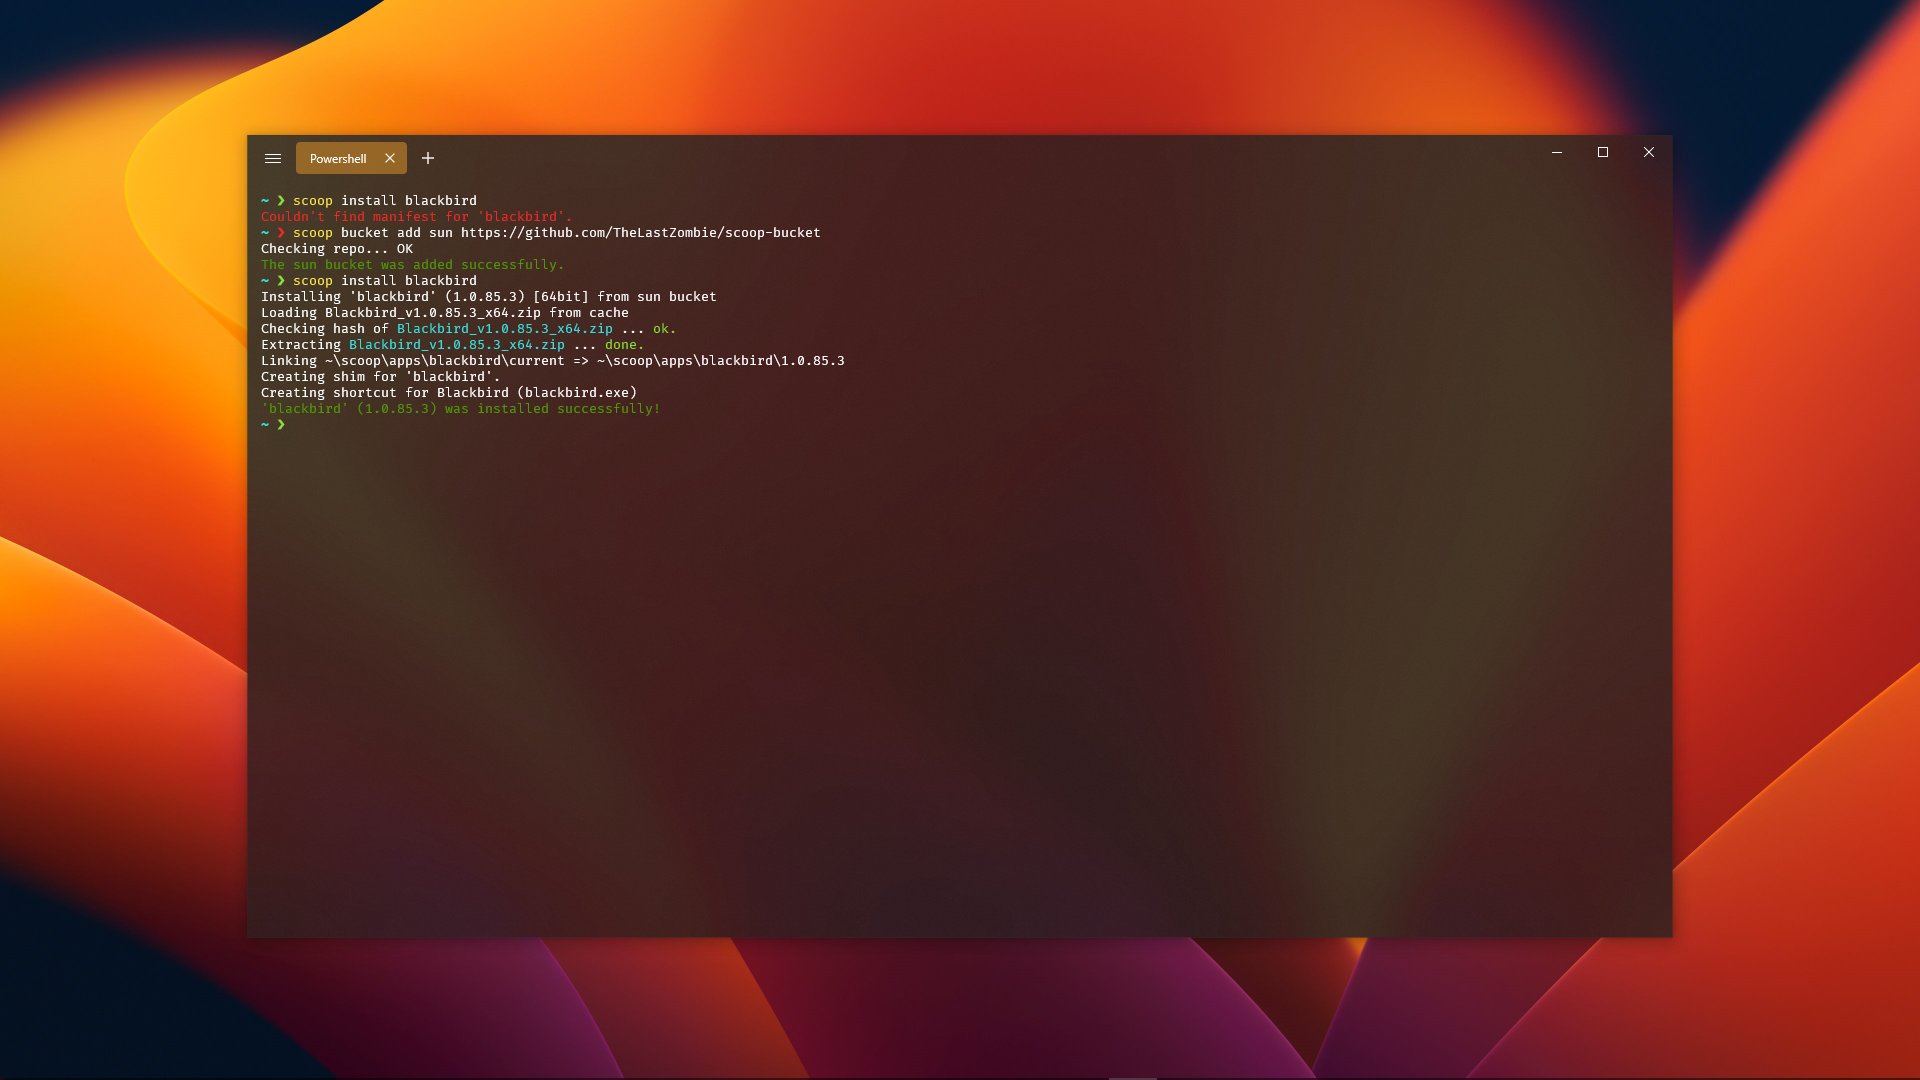 Powershell
~ ❯ scoop install blackbird
Couldn't find manifest for 'blackbird'.
~ ❯ scoop bucket add sun https://github.com/TheLastZombie/scoop-bucket
Checking repo... OK
The sun bucket was added successfully.
~ ❯ scoop install blackbird
Installing 'blackbird' (1.0.85.3) [64bit] from sun bucket
Loading Blackbird_v1.0.85.3_x64.zip from cache
Checking hash of Blackbird_v1.0.85.3_x64.zip ... ok.
Extracting Blackbird_v1.0.85.3_x64.zip ... done.
Linking ~\scoop\apps\blackbird\current => ~\scoop\apps\blackbird\1.0.85.3
Creating shim for 'blackbird'.
Creating shortcut for Blackbird (blackbird.exe)
'blackbird' (1.0.85.3) was installed successfully!
~ ❯